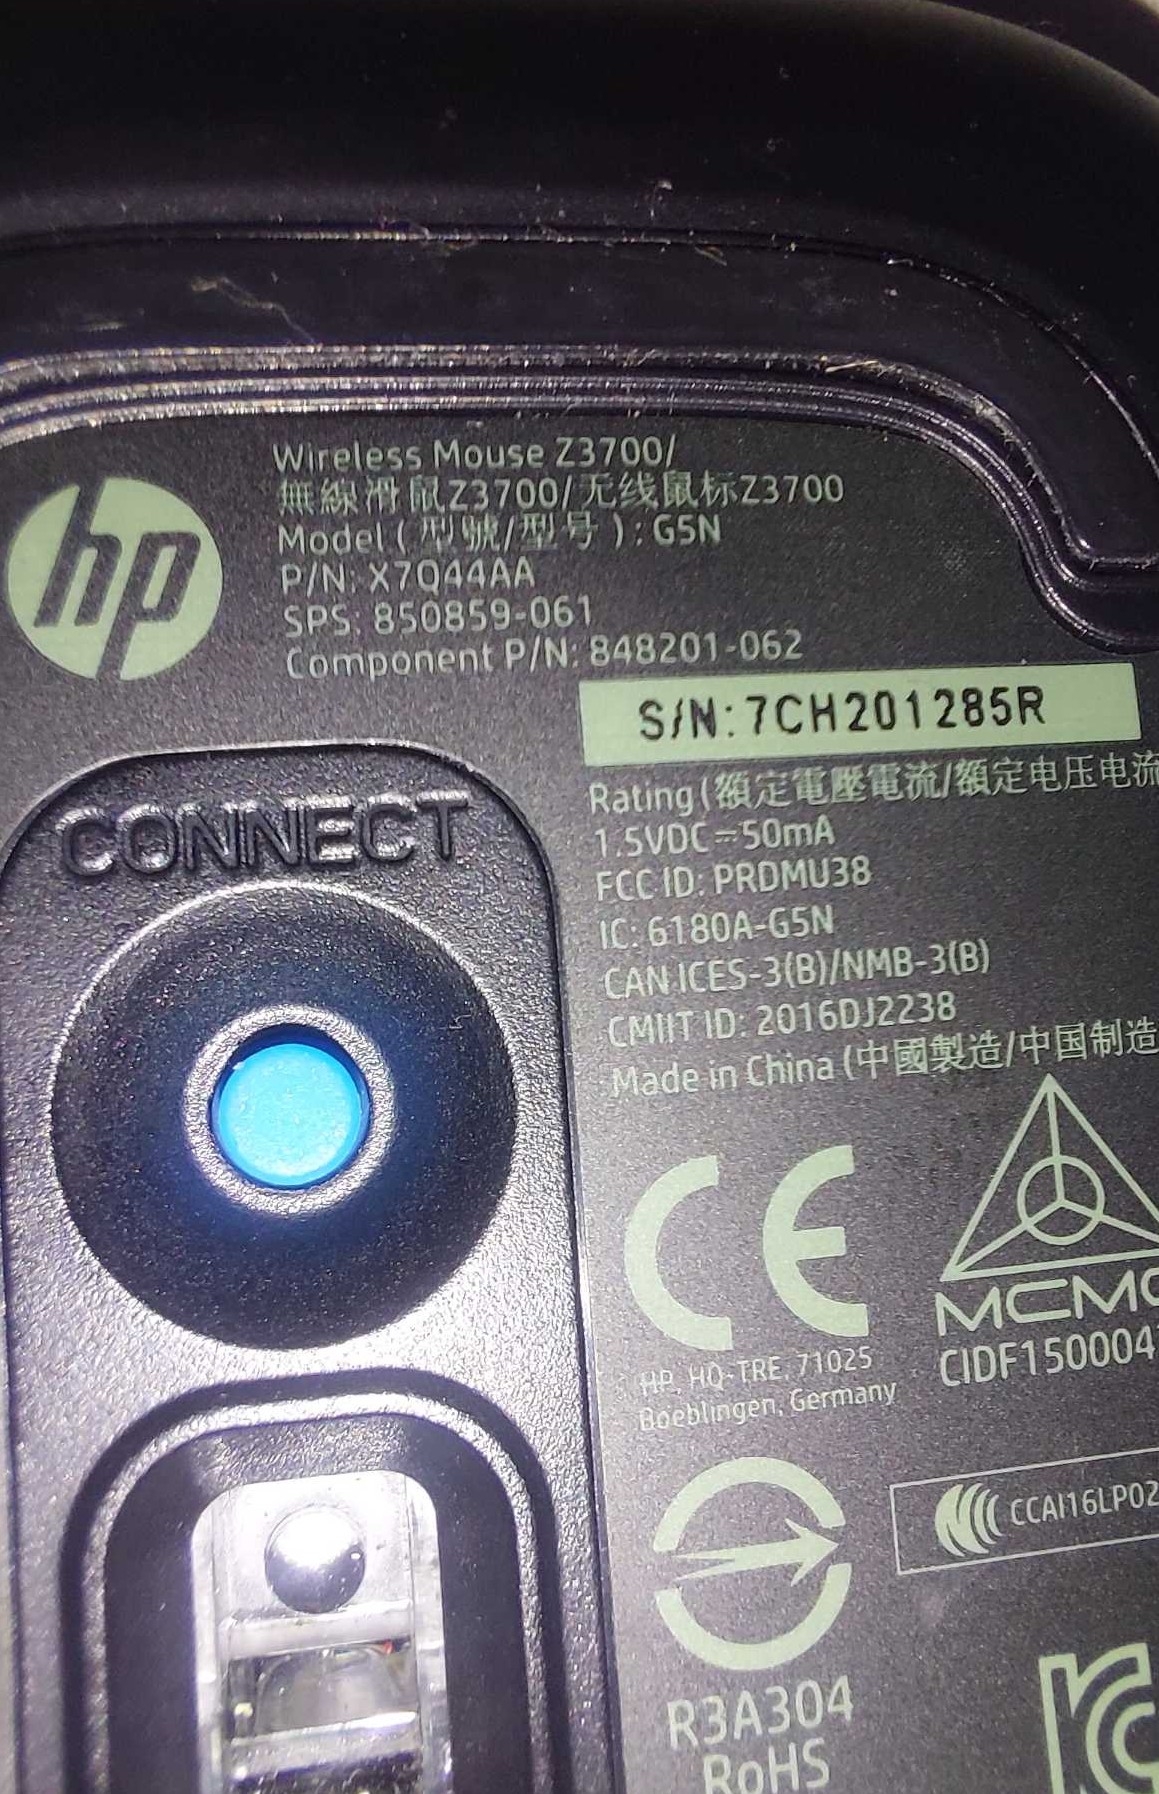 hp
Wireless Mouse Z3700/
無線滑鼠Z3700/无线鼠标Z3700
Model (型號/型号): G5N
P/N: X7Q44AA
SPS: 850859-061
Component P/N: 848201-062
S/N: 7CH201285R
CONNECT
Rating (額定電壓電流/額定电压电流
1.5VDC⎓50mA
FCC ID: PRDMU38
IC: 6180A-G5N
CAN ICES-3(B)/NMB-3(B)
CMIIT ID: 2016DJ2238
Made in China (中國製造/中国制造
CE
MCMC
HP, HQ-TRE, 71025
Boeblingen, Germany
CIDF150004
CCAI16LP02
R3A304
RoHS